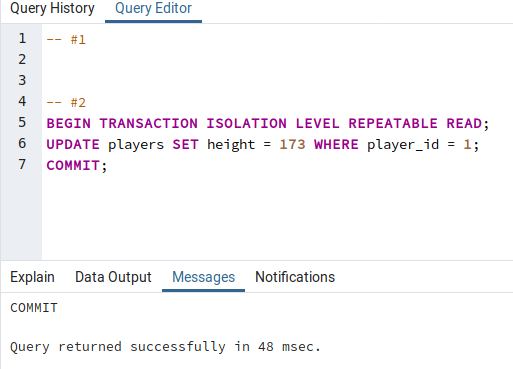 Query History Query Editor
1 -- #1
2
3
4 -- #2
5 BEGIN TRANSACTION ISOLATION LEVEL REPEATABLE READ;
6 UPDATE players SET height = 173 WHERE player_id = 1;
7 COMMIT;
Explain Data Output Messages Notifications
COMMIT
Query returned successfully in 48 msec.